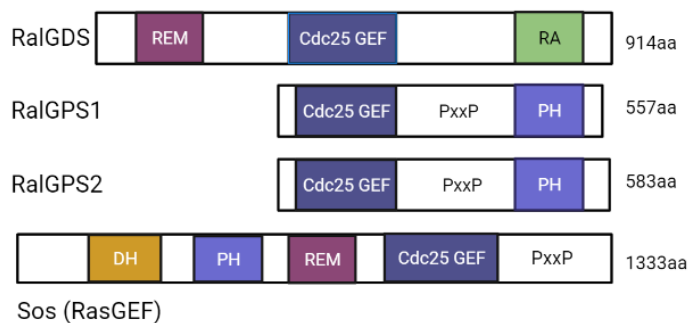 RalGDS REM Cdc25 GEF RA 914aa
RalGPS1 Cdc25 GEF PxxP PH 557aa
RalGPS2 Cdc25 GEF PxxP PH 583aa
DH PH REM Cdc25 GEF PxxP 1333aa
Sos (RasGEF)